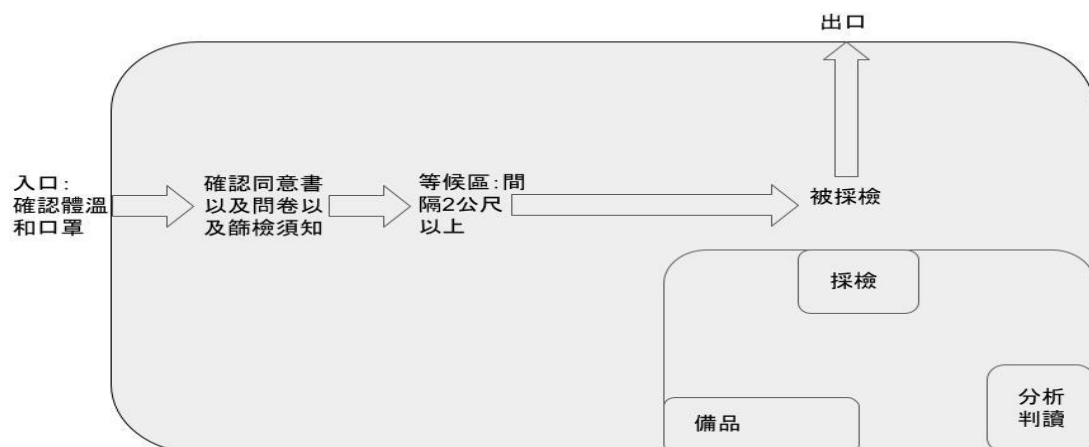 出口
入口:
確認體溫
和口罩
確認同意書
以及問卷以
及篩檢須知
等候區:間
隔2公尺
以上
被採檢
採檢
備品
分析
判讀